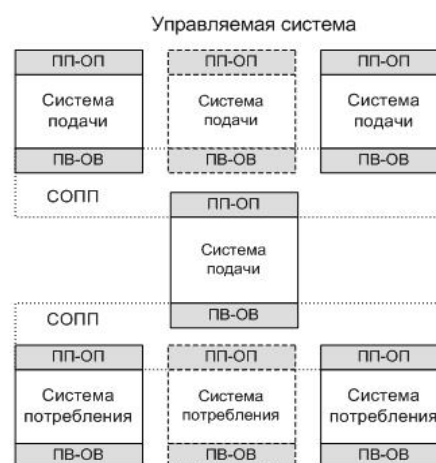 Управляемая система
ПП-ОП ПП-ОП ПП-ОП
Система Система Система
подачи подачи подачи
ПВ-ОВ ПВ-ОВ ПВ-ОВ
СОПП
ПП-ОП
Система
подачи
ПВ-ОВ
СОПП
ПП-ОП ПП-ОП ПП-ОП
Система Система Система
потребления потребления потребления
ПВ-ОВ ПВ-ОВ ПВ-ОВ